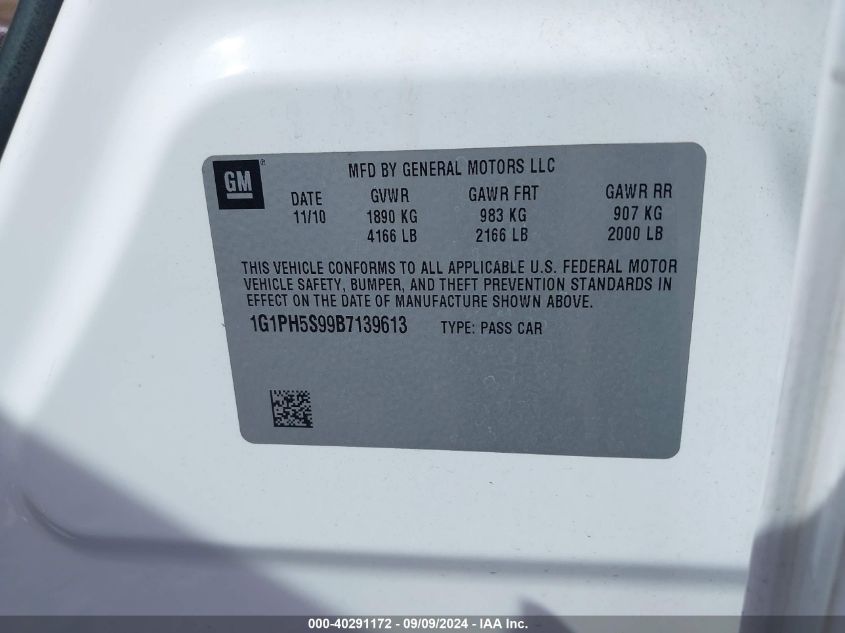 GM
MFD BY GENERAL MOTORS LLC
DATE GVWR GAWR FRT GAWR RR
11/10 1890 KG 983 KG 907 KG
4166 LB 2166 LB 2000 LB
THIS VEHICLE CONFORMS TO ALL APPLICABLE U.S. FEDERAL MOTOR
VEHICLE SAFETY, BUMPER, AND THEFT PREVENTION STANDARDS IN
EFFECT ON THE DATE OF MANUFACTURE SHOWN ABOVE.
1G1PH5S99B7139613 TYPE: PASS CAR
000-40291172 - 09/09/2024 - IAA Inc.